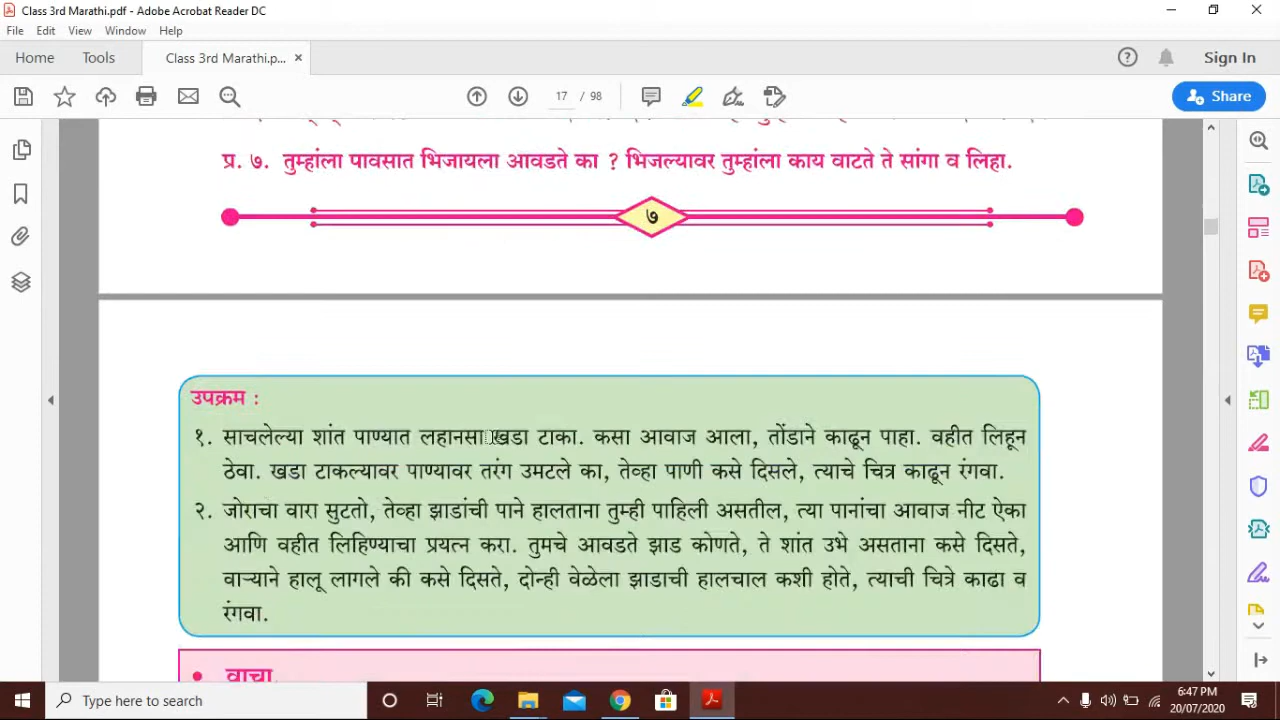 Class 3rd Marathi.pdf - Adobe Acrobat Reader DC
File Edit View Window Help
Home Tools Class 3rd Marathi.p... Sign In
17 / 98 Share
प्र. ७. तुम्हांला पावसात भिजायला आवडते का ? भिजल्यावर तुम्हांला काय वाटते ते सांगा व लिहा.
७
उपक्रम :
१. साचलेल्या शांत पाण्यात लहानसा खडा टाका. कसा आवाज आला, तोंडाने काढून पाहा. वहीत लिहून
ठेवा. खडा टाकल्यावर पाण्यावर तरंग उमटले का, तेव्हा पाणी कसे दिसले, त्याचे चित्र काढून रंगवा.
२. जोराचा वारा सुटतो, तेव्हा झाडांची पाने हालताना तुम्ही पाहिली असतील, त्या पानांचा आवाज नीट ऐका
आणि वहीत लिहिण्याचा प्रयत्न करा. तुमचे आवडते झाड कोणते, ते शांत उभे असताना कसे दिसते,
वाऱ्याने हालू लागले की कसे दिसते, दोन्ही वेळेला झाडाची हालचाल कशी होते, त्याची चित्रे काढा व
रंगवा.
• वाचा.
Type here to search
6:47 PM
20/07/2020